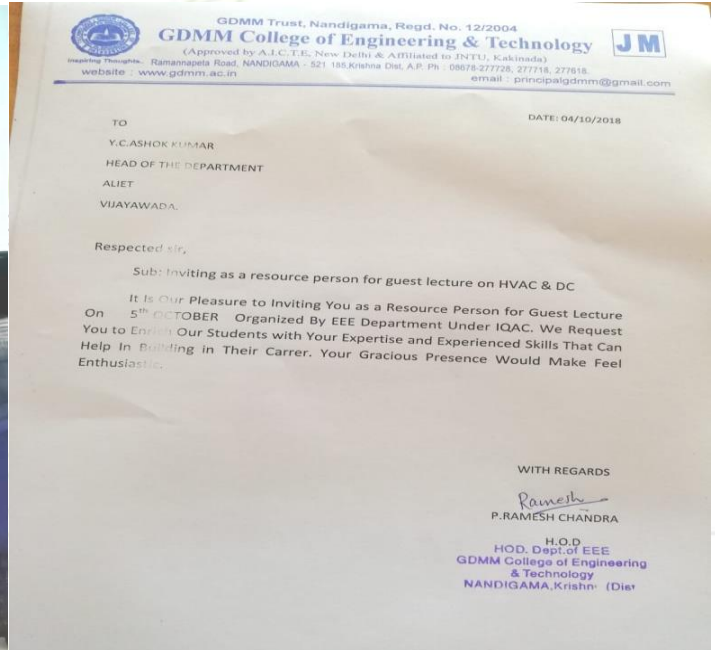 GDMM Trust, Nandigama, Regd. No. 12/2004
GDMM College of Engineering & Technology
JM
(Approved by A.I.C.T.E, New Delhi & Affiliated to JNTU, Kakinada)
Inspiring Thoughts.. Ramannapeta Road, NANDIGAMA - 521 185,Krishna Dist, A.P. Ph : 08678-277728, 277718, 277618.
website : www.gdmm.ac.in
email : principalgdmm@gmail.com
DATE: 04/10/2018
TO
Y.C.ASHOK KUMAR
HEAD OF THE DEPARTMENT
ALIET
VIJAYAWADA.
Respected sir,
Sub: Inviting as a resource person for guest lecture on HVAC & DC
It Is Our Pleasure to Inviting You as a Resource Person for Guest Lecture
On 5th OCTOBER Organized By EEE Department Under IQAC. We Request
You to Enrich Our Students with Your Expertise and Experienced Skills That Can
Help In Building in Their Carrer. Your Gracious Presence Would Make Feel
Enthusiastic.
WITH REGARDS
Ramesh
P.RAMESH CHANDRA
H.O.D
HOD. Dept.of EEE
GDMM College of Engineering
& Technology
NANDIGAMA,Krishn (Dist